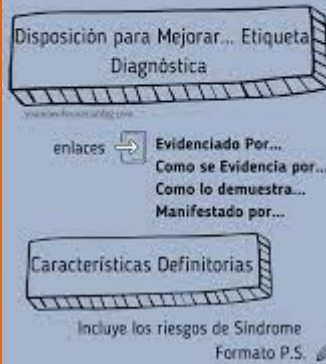 Disposición para Mejorar... Etiqueta
Diagnóstica
enlaces
Evidenciado Por...
Como se Evidencia por...
Como lo demuestra...
Manifestado por...
Características Definitorias
Incluye los riesgos de Síndrome
Formato P.S.